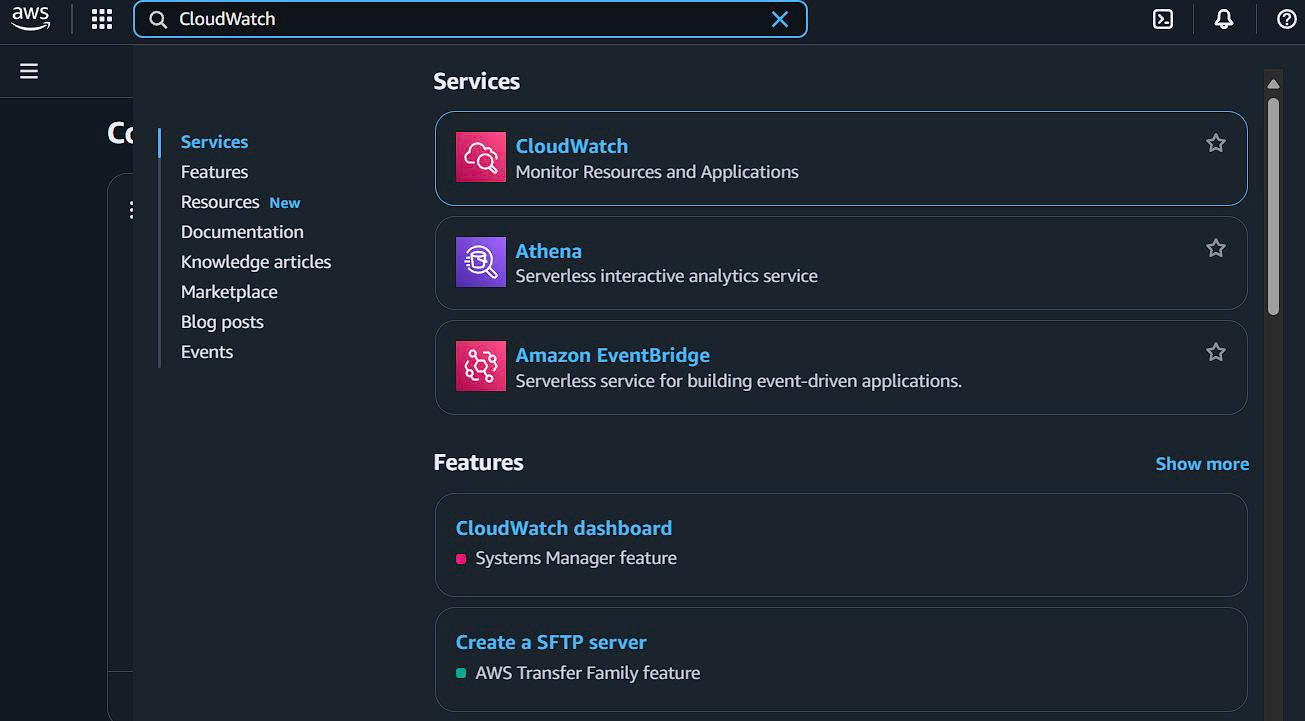 aws
CloudWatch
Co
Services
Features
Resources New
Documentation
Knowledge articles
Marketplace
Blog posts
Events
Services
CloudWatch
Monitor Resources and Applications
Athena
Serverless interactive analytics service
Amazon EventBridge
Serverless service for building event-driven applications.
Features
Show more
CloudWatch dashboard
Systems Manager feature
Create a SFTP server
AWS Transfer Family feature